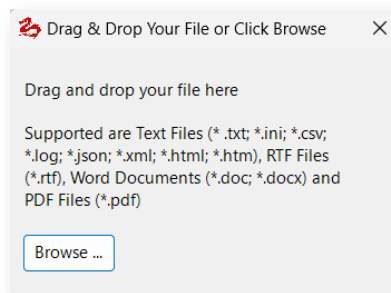 Drag & Drop Your File or Click Browse
Drag and drop your file here
Supported are Text Files (* .txt; *.ini; *.csv;
*.log; *.json; *.xml; *.html; *.htm), RTF Files
(*.rtf), Word Documents (*.doc; *.docx) and
PDF Files (*.pdf)
Browse ...